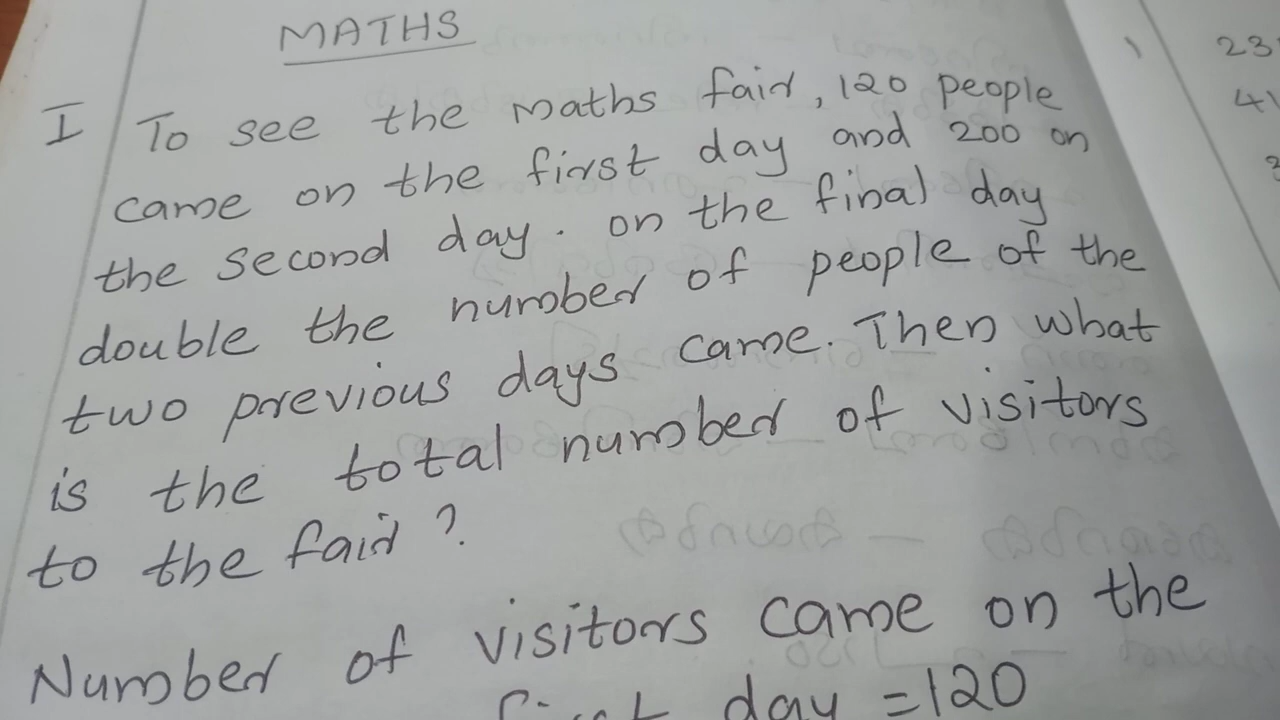 MATHS
I To see the Maths fair, 120 people
came on the first day and 200 on
the second day. on the final day
double the number of people of the
two previous days came. Then what
is the total number of visitors
to the fair?
Number of visitors came on the
first day = 120
23